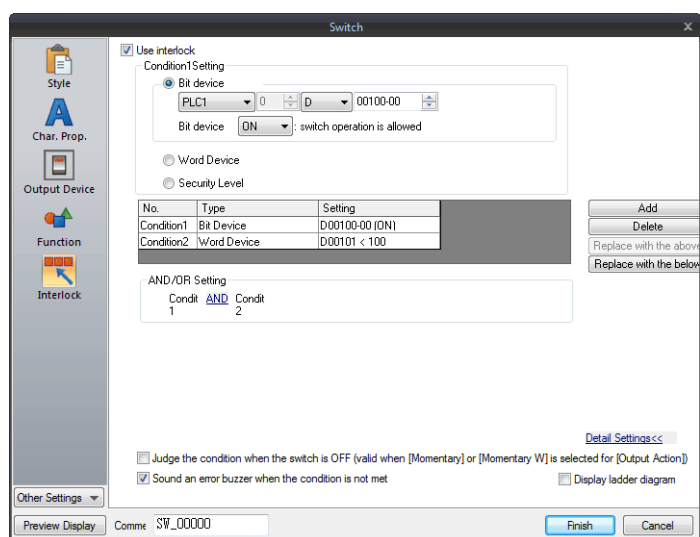 Switch
Style
Char. Prop.
Output Device
Function
Interlock
Other Settings
Use interlock
Condition1Setting
Bit device
PLC1 0 D 00100-00
Bit device ON : switch operation is allowed
Word Device
Security Level
No. Type Setting
Condition1 Bit Device D00100-00 (ON)
Condition2 Word Device D00101 < 100
Add
Delete
Replace with the above
Replace with the below
AND/OR Setting
Condit AND Condit
1 2
Detail Settings<<
Judge the condition when the switch is OFF (valid when [Momentary] or [Momentary W] is selected for [Output Action])
Sound an error buzzer when the condition is not met
Display ladder diagram
Preview Display
Comme SW_00000
Finish
Cancel